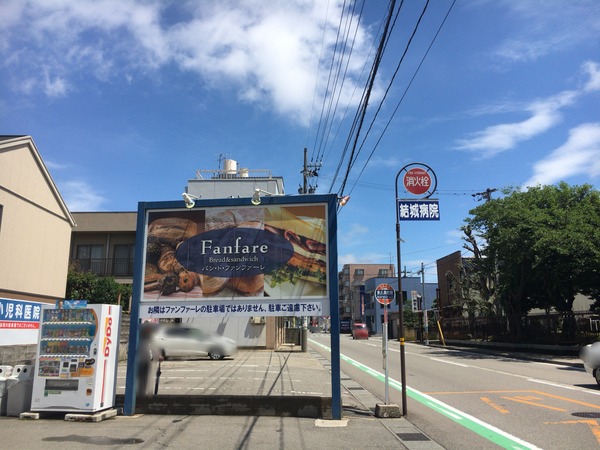 Fanfare
Bread&sandwich
パン・ド・ファンファーレ
お隣はファンファーレの駐車場ではありません、駐車ご遠慮下さい。
消火栓
結城病院
小児科医院
DyDo